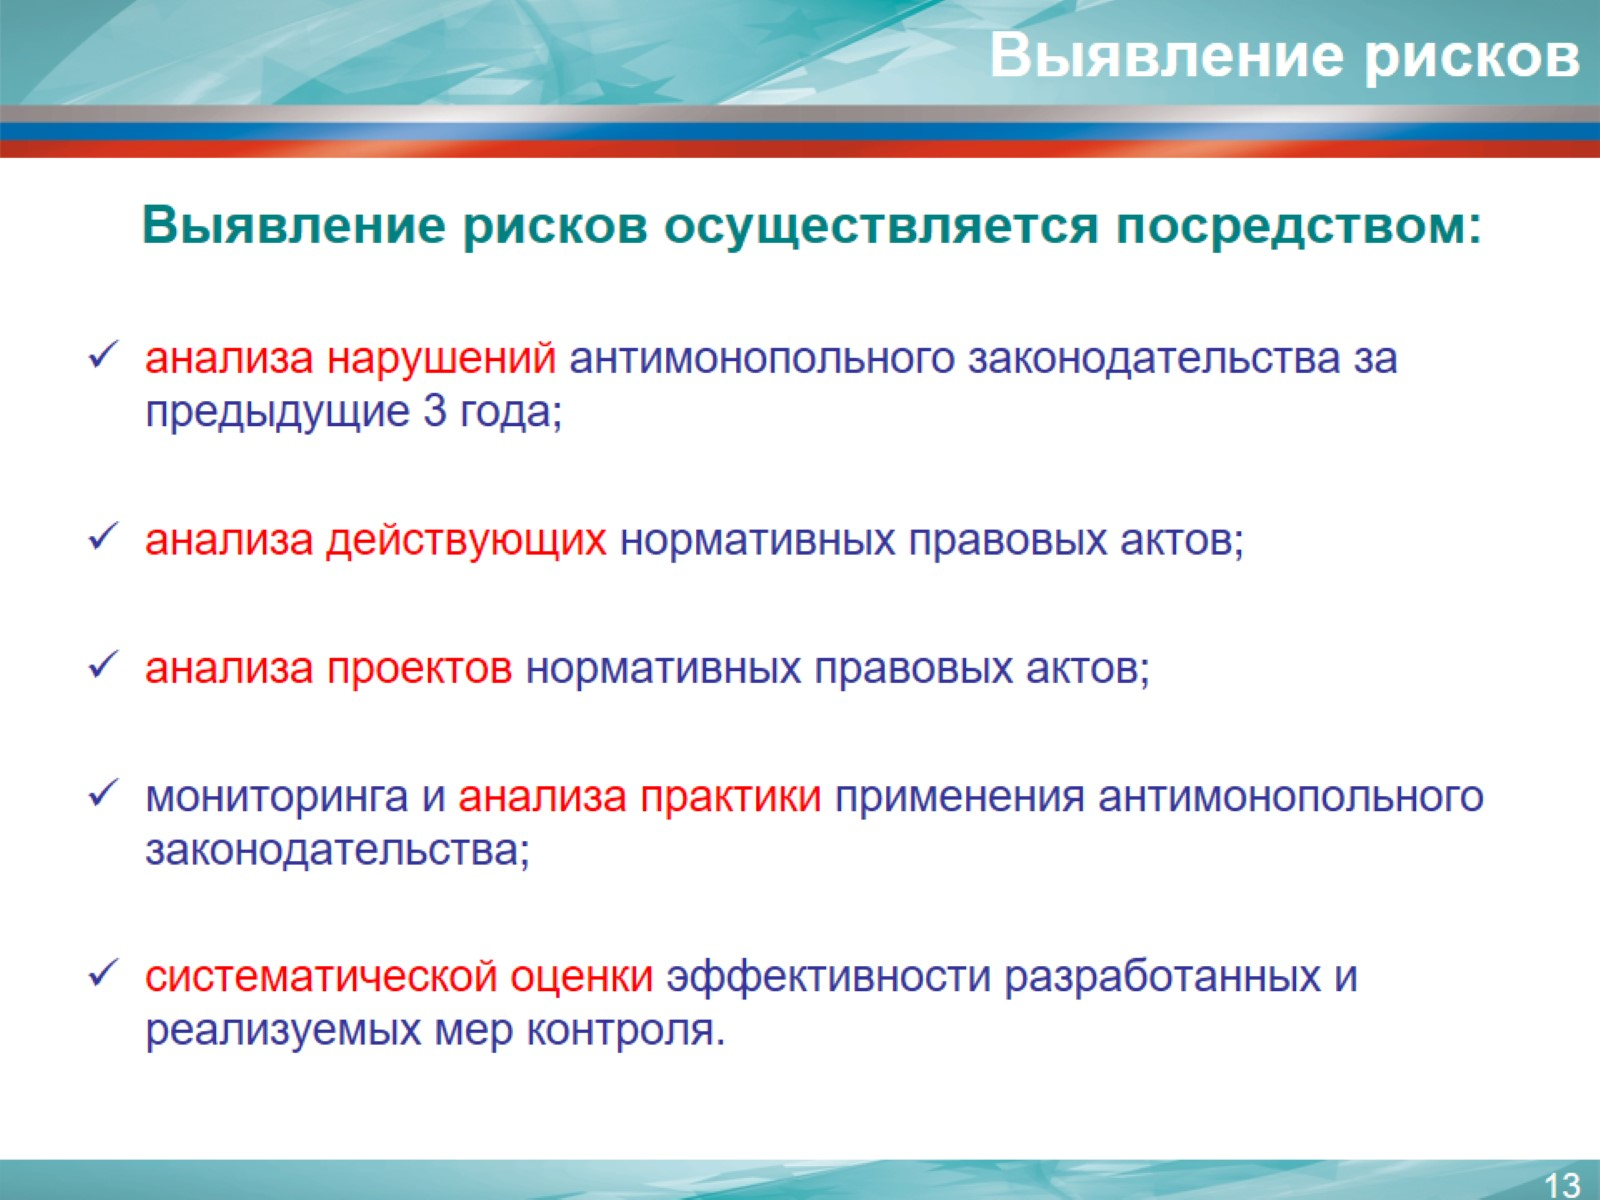 Выявление рисков
Выявление рисков осуществляется посредством:
✓ анализа нарушений антимонопольного законодательства за
предыдущие 3 года;
✓ анализа действующих нормативных правовых актов;
✓ анализа проектов нормативных правовых актов;
✓ мониторинга и анализа практики применения антимонопольного
законодательства;
✓ систематической оценки эффективности разработанных и
реализуемых мер контроля.
13